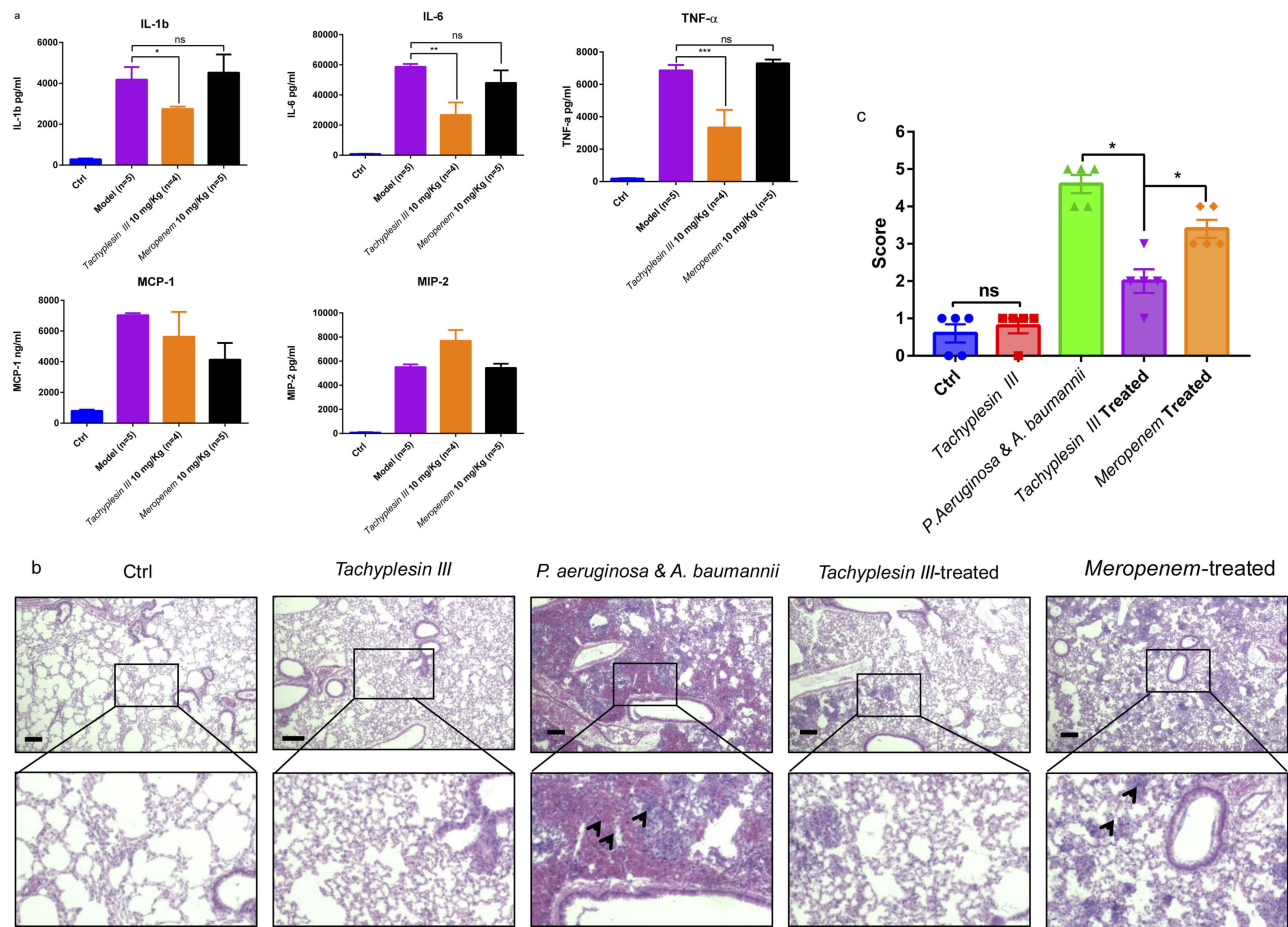 a
IL-1b
IL-1b pg/ml
6000
4000
2000
0
ns
*
Ctrl
Model (n=5)
Tachyplesin III 10 mg/Kg (n=4)
Meropenem 10 mg/Kg (n=5)
IL-6
IL-6 pg/ml
80000
60000
40000
20000
0
ns
**
Ctrl
Model (n=5)
Tachyplesin III 10 mg/Kg (n=4)
Meropenem 10 mg/Kg (n=5)
TNF-α
TNF-a pg/ml
8000
6000
4000
2000
0
ns
***
Ctrl
Model (n=5)
Tachyplesin III 10 mg/Kg (n=4)
Meropenem 10 mg/Kg (n=5)
MCP-1
MCP-1 ng/ml
8000
6000
4000
2000
0
Ctrl
Model (n=5)
Tachyplesin III 10 mg/Kg (n=4)
Meropenem 10 mg/Kg (n=5)
MIP-2
MIP-2 pg/ml
10000
8000
6000
4000
2000
0
Ctrl
Model (n=5)
Tachyplesin III 10 mg/Kg (n=4)
Meropenem 10 mg/Kg (n=5)
c
Score
6
5
4
3
2
1
0
ns
*
*
Ctrl
Tachyplesin III
P.Aeruginosa & A. baumannii
Tachyplesin III Treated
Meropenem Treated
b
Ctrl
Tachyplesin III
P. aeruginosa & A. baumannii
Tachyplesin III-treated
Meropenem-treated